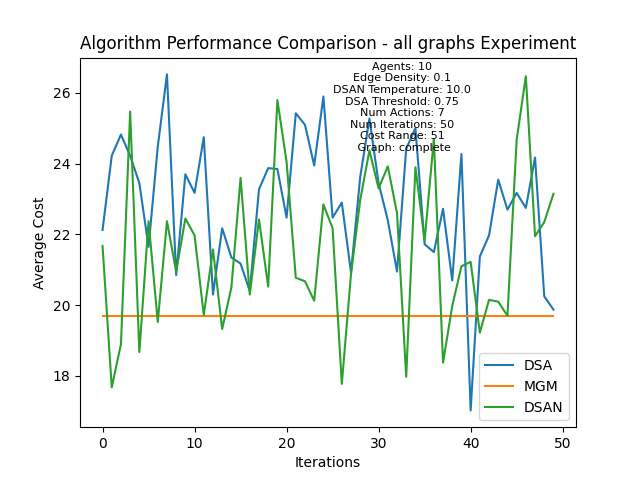 Algorithm Performance Comparison - all graphs Experiment
Agents: 10
Edge Density: 0.1
DSAN Temperature: 10.0
DSA Threshold: 0.75
Num Actions: 7
Num Iterations: 50
Cost Range: 51
Graph: complete
Average Cost
26
24
22
20
18
0
10
20
30
40
50
Iterations
DSA
MGM
DSAN